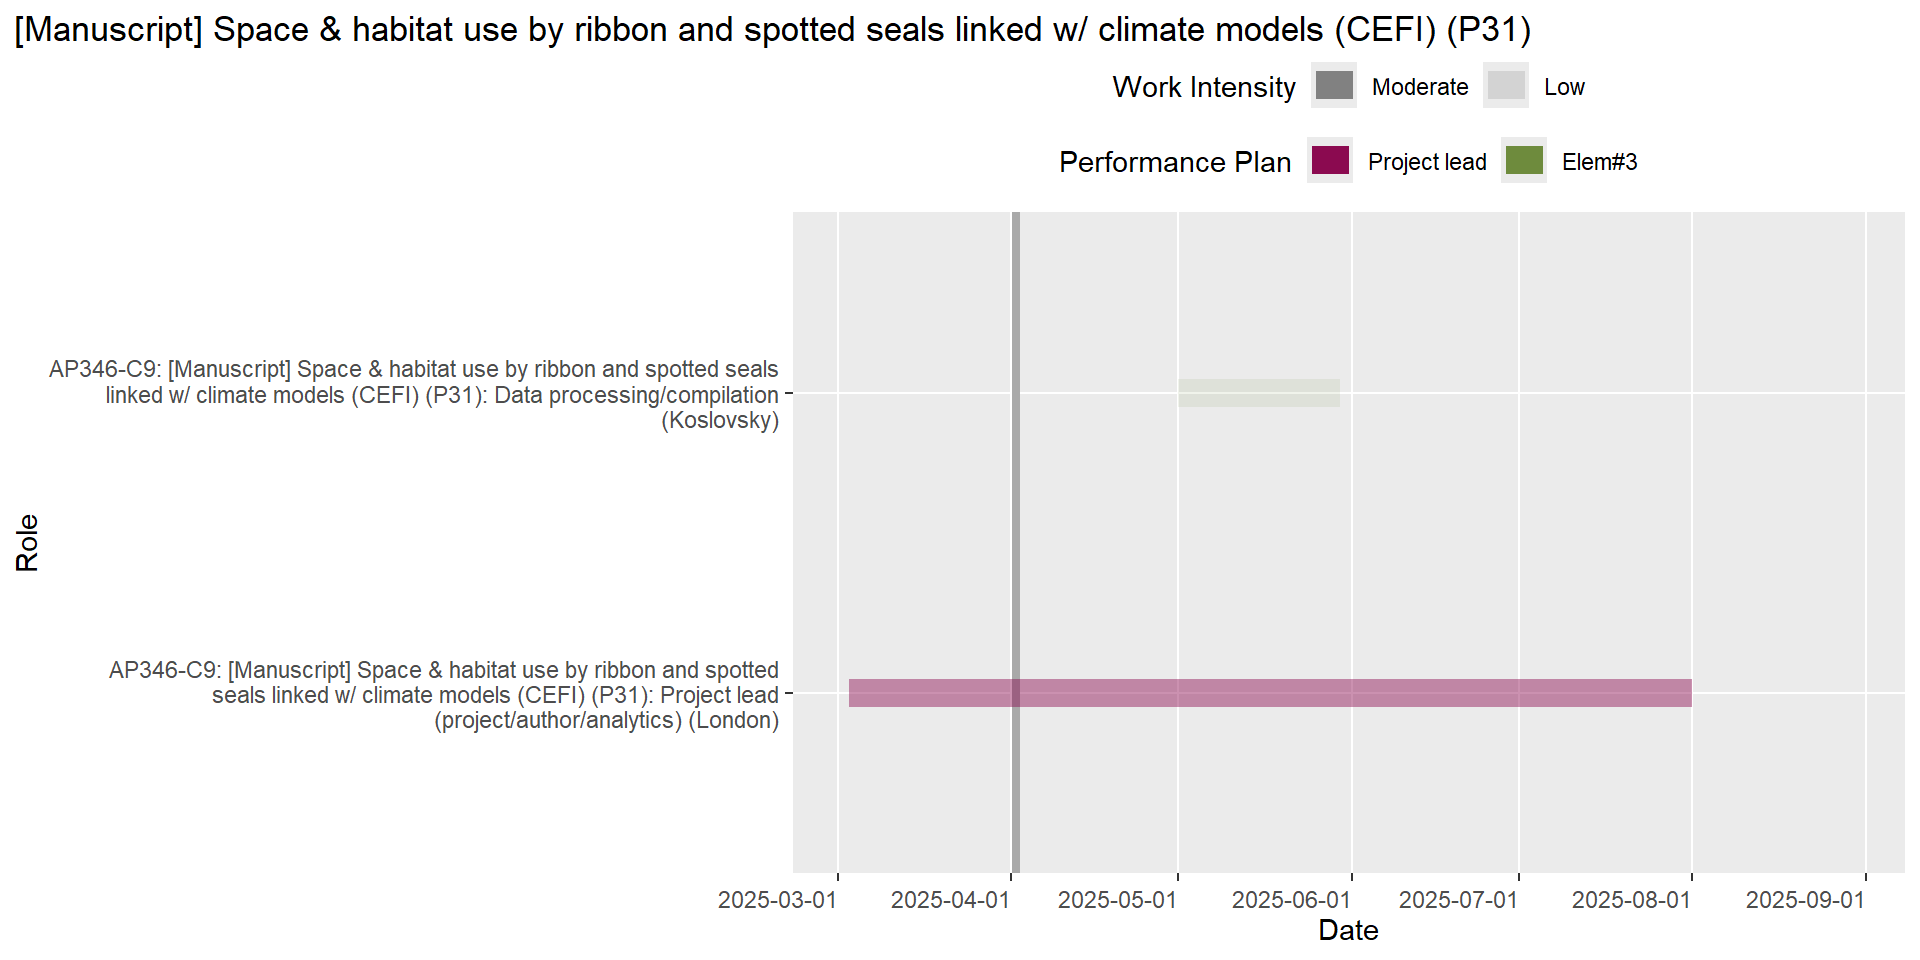 [Manuscript] Space & habitat use by ribbon and spotted seals linked w/ climate models (CEFI) (P31)
Work Intensity Moderate Low
Performance Plan Project lead Elem#3
AP346-C9: [Manuscript] Space & habitat use by ribbon and spotted seals
linked w/ climate models (CEFI) (P31): Data processing/compilation
(Koslovsky)
Role
AP346-C9: [Manuscript] Space & habitat use by ribbon and spotted
seals linked w/ climate models (CEFI) (P31): Project lead
(project/author/analytics) (London)
2025-03-01 2025-04-01 2025-05-01 2025-06-01 2025-07-01 2025-08-01 2025-09-01
Date